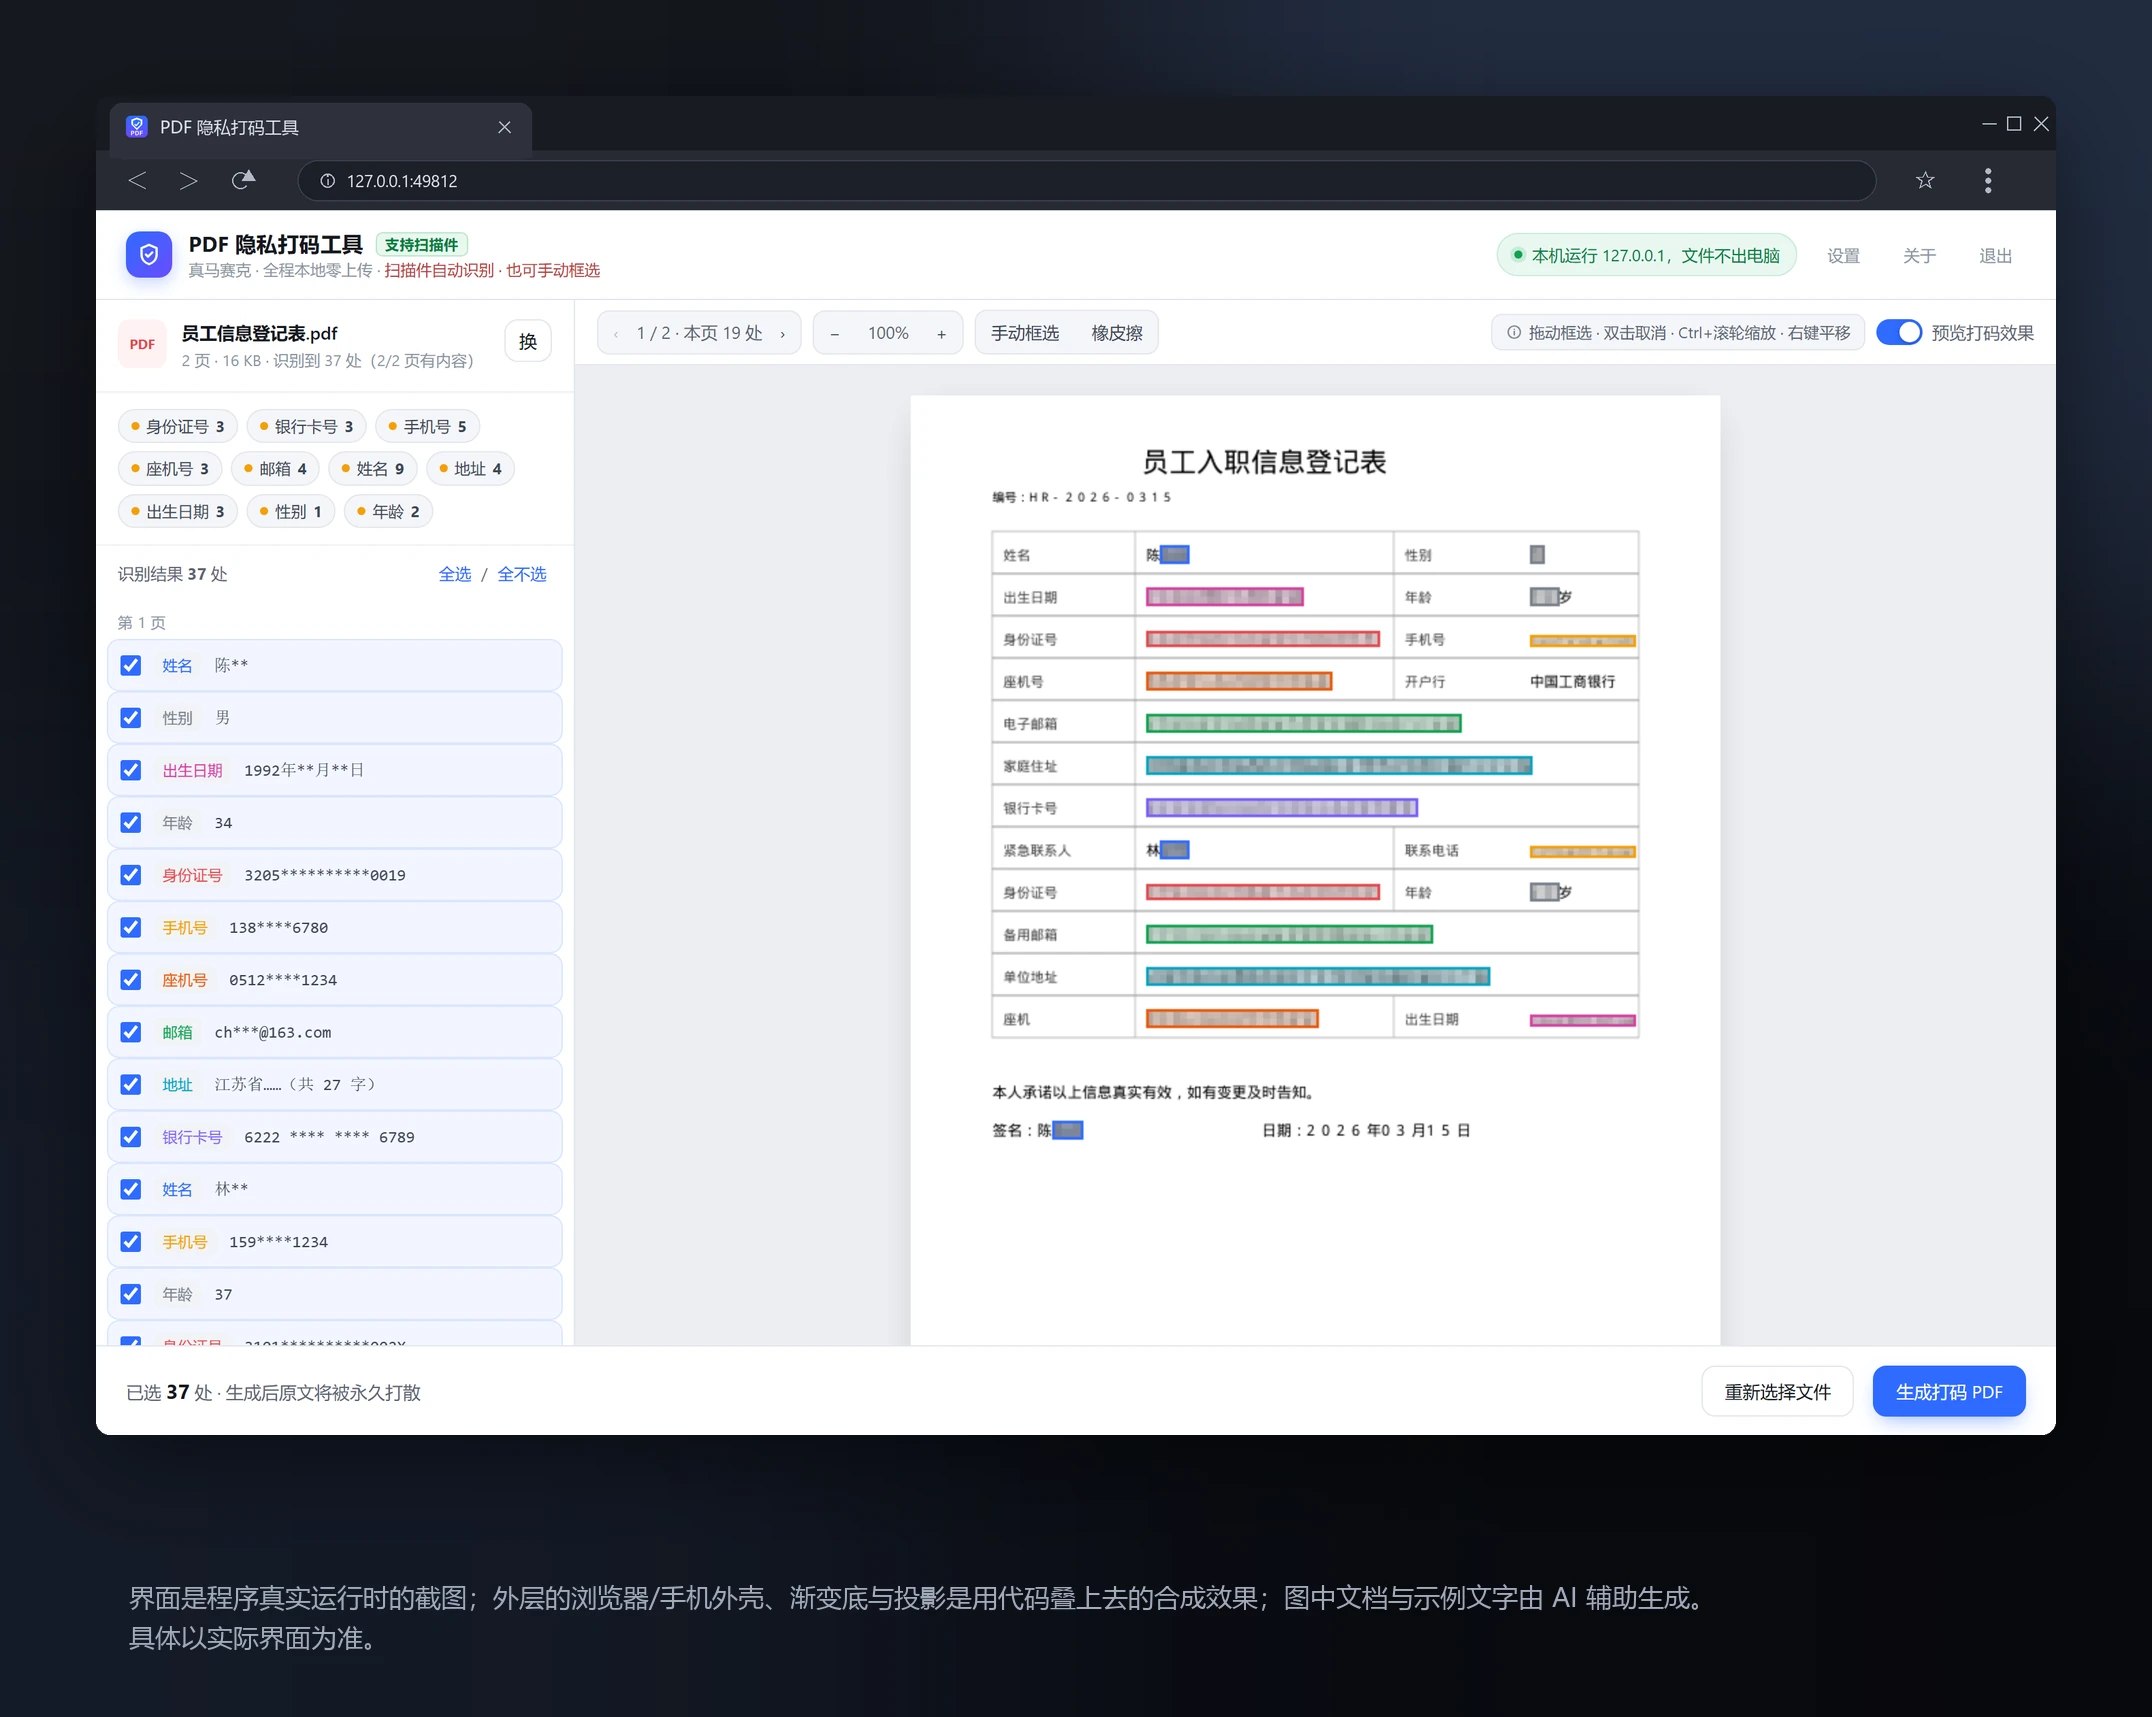 PDF 隐私打码工具
127.0.0.1:49812
PDF 隐私打码工具 支持扫描件
真马赛克 · 全程本地零上传 · 扫描件自动识别 · 也可手动框选
本机运行 127.0.0.1，文件不出电脑 设置 关于 退出
PDF
员工信息登记表.pdf
2 页 · 16 KB · 识别到 37 处（2/2 页有内容）
换
身份证号 3 银行卡号 3 手机号 5
座机号 3 邮箱 4 姓名 9 地址 4
出生日期 3 性别 1 年龄 2
识别结果 37 处 全选 / 全不选
第 1 页
姓名 陈**
性别 男
出生日期 1992年**月**日
年龄 34
身份证号 3205**********0019
手机号 138****6780
座机号 0512****1234
邮箱 ch***@163.com
地址 江苏省……（共 27 字）
银行卡号 6222 **** **** 6789
姓名 林**
手机号 159****1234
年龄 37
‹ 1 / 2 · 本页 19 处 ›
− 100% +
手动框选 橡皮擦
拖动框选 · 双击取消 · Ctrl+滚轮缩放 · 右键平移
预览打码效果
员工入职信息登记表
编号：HR-2026-0315
姓名 陈 性别
出生日期 年龄 岁
身份证号 手机号
座机号 开户行 中国工商银行
电子邮箱
家庭住址
银行卡号
紧急联系人 林 联系电话
身份证号 年龄 岁
备用邮箱
单位地址
座机 出生日期
本人承诺以上信息真实有效，如有变更及时告知。
签名：陈 日期：2026年03月15日
已选 37 处 · 生成后原文将被永久打散
重新选择文件 生成打码 PDF
界面是程序真实运行时的截图；外层的浏览器/手机外壳、渐变底与投影是用代码叠上去的合成效果；图中文档与示例文字由 AI 辅助生成。
具体以实际界面为准。